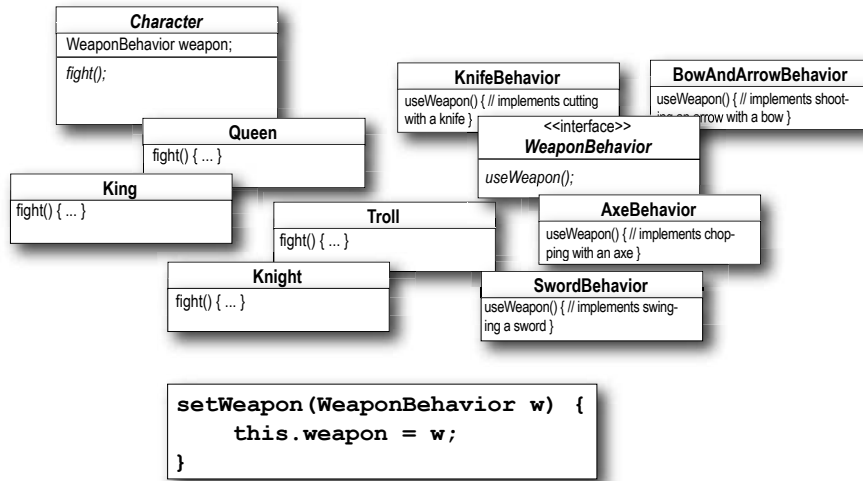 Character
WeaponBehavior weapon;
fight();
KnifeBehavior
useWeapon() { // implements cutting
with a knife }
BowAndArrowBehavior
useWeapon() { // implements shoot-
ing an arrow with a bow }
<<interface>>
WeaponBehavior
useWeapon();
Queen
fight() { ... }
King
fight() { ... }
Troll
fight() { ... }
Knight
fight() { ... }
AxeBehavior
useWeapon() { // implements chop-
ping with an axe }
SwordBehavior
useWeapon() { // implements swing-
ing a sword }
setWeapon(WeaponBehavior w) {
this.weapon = w;
}